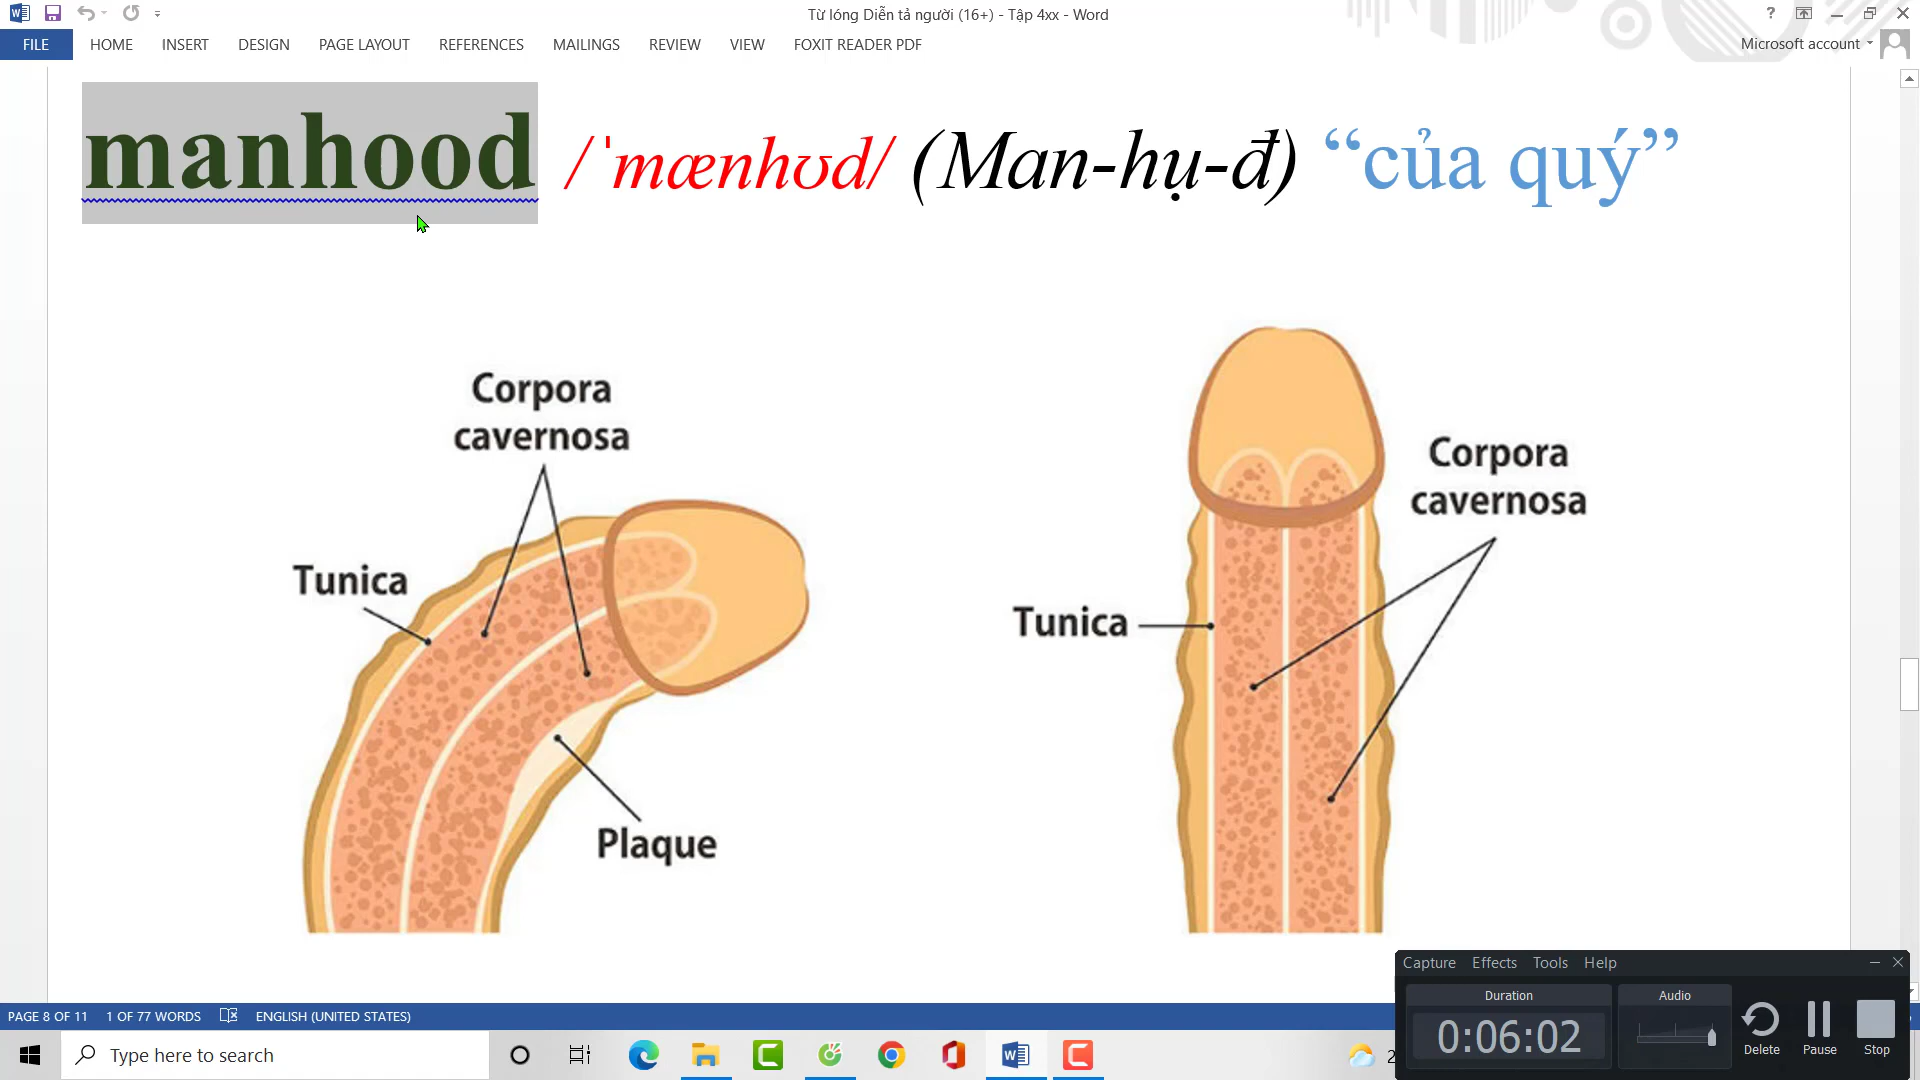 Từ lóng Diễn tả người (16+) - Tập 4xx - Word
FILE HOME INSERT DESIGN PAGE LAYOUT REFERENCES MAILINGS REVIEW VIEW FOXIT READER PDF Microsoft account
manhood /ˈmænhʊd/ (Man-hụ-đ) “của quý”
Corpora
cavernosa
Tunica
Plaque
Corpora
cavernosa
Tunica
Capture Effects Tools Help
Duration Audio
0:06:02
Delete Pause Stop
PAGE 8 OF 11 1 OF 77 WORDS ENGLISH (UNITED STATES)
Type here to search